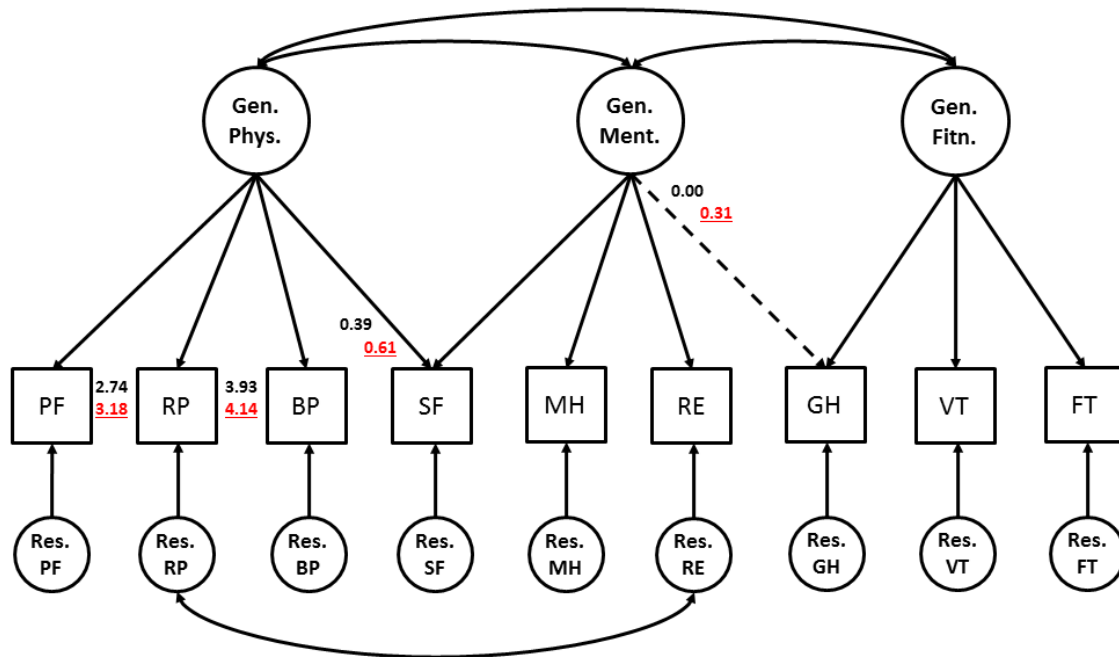 Gen.
Phys.
Gen.
Ment.
Gen.
Fitn.
0.00
0.31
0.39
0.61
PF
2.74
3.18
RP
3.93
4.14
BP
SF
MH
RE
GH
VT
FT
Res.
PF
Res.
RP
Res.
BP
Res.
SF
Res.
MH
Res.
RE
Res.
GH
Res.
VT
Res.
FT